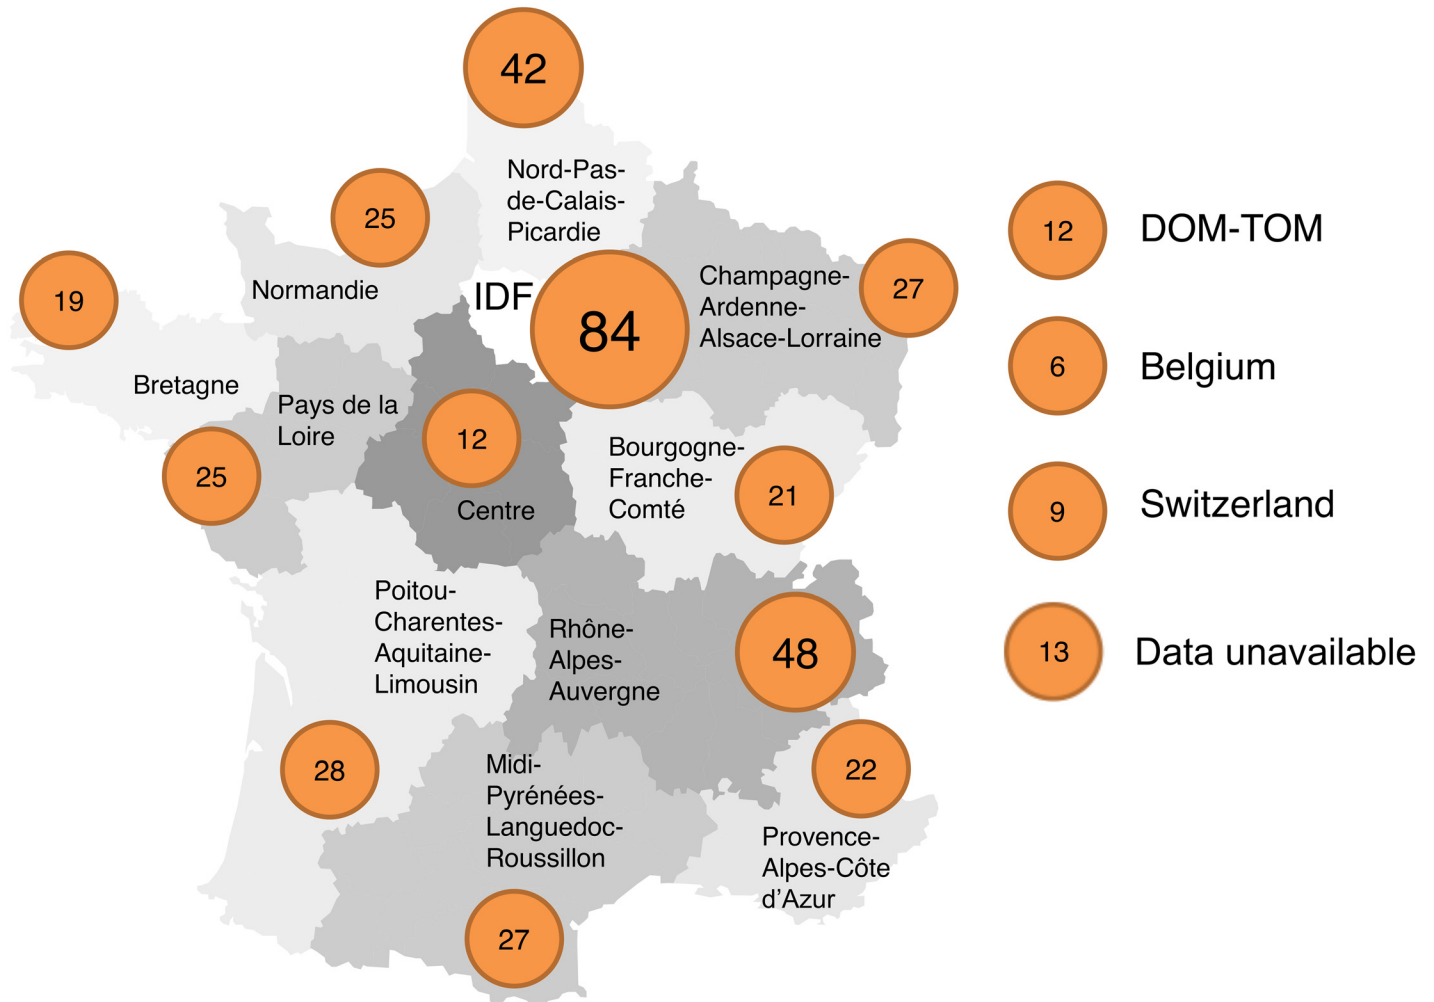 42
Nord-Pas-
de-Calais-
Picardie
25
Normandie
19
Bretagne
IDF
84
Champagne-
Ardenne-
Alsace-Lorraine
27
Pays de la
Loire
25
12
Centre
Bourgogne-
Franche-
Comté
21
Poitou-
Charentes-
Aquitaine-
Limousin
28
Rhône-
Alpes-
Auvergne
48
Midi-
Pyrénées-
Languedoc-
Roussillon
27
22
Provence-
Alpes-Côte
d’Azur
12 DOM-TOM
6 Belgium
9 Switzerland
13 Data unavailable